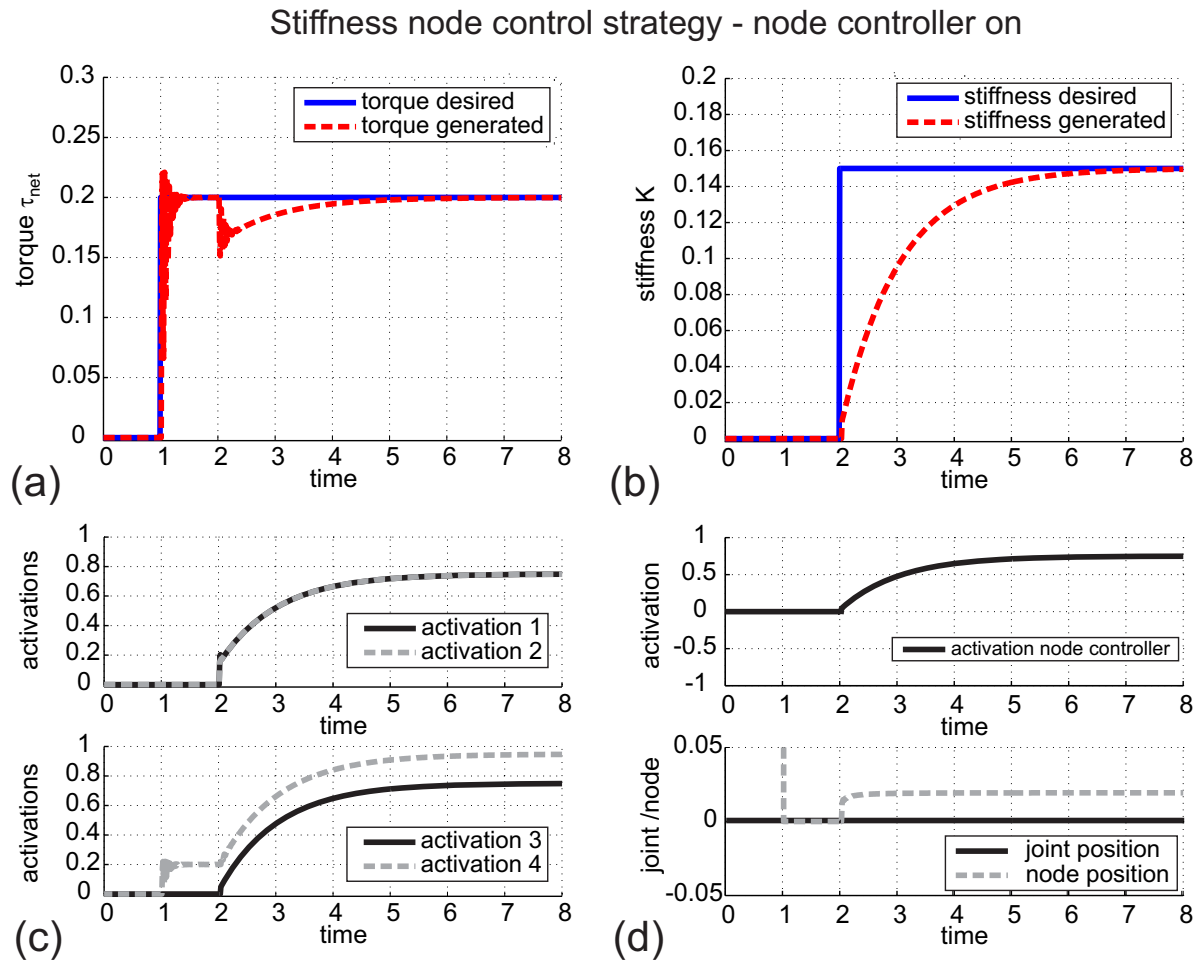 Stiffness node control strategy - node controller on
0.3
0.25
0.2
0.15
0.1
0.05
0
torque τnet
torque desired
torque generated
0 1 2 3 4 5 6 7 8
time
(a)
0.2
0.18
0.16
0.14
0.12
0.1
0.08
0.06
0.04
0.02
0
stiffness K
stiffness desired
stiffness generated
0 1 2 3 4 5 6 7 8
time
(b)
1
0.8
0.6
0.4
0.2
0
activations
activation 1
activation 2
0 1 2 3 4 5 6 7 8
time
1
0.8
0.6
0.4
0.2
0
activations
activation 3
activation 4
0 1 2 3 4 5 6 7 8
time
(c)
1
0.5
0
-0.5
-1
activation
activation node controller
0 1 2 3 4 5 6 7 8
time
0.05
0
-0.05
joint /node
joint position
node position
0 1 2 3 4 5 6 7 8
time
(d)